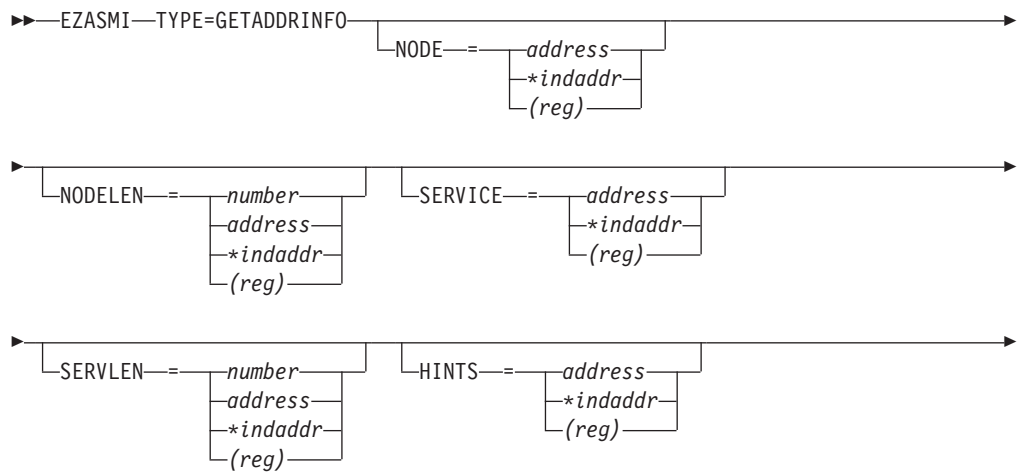 EZASMI TYPE=GETADDRINFO
NODE = address
*indaddr
(reg)
NODELEN = number
address
*indaddr
(reg)
SERVICE = address
*indaddr
(reg)
SERVLEN = number
address
*indaddr
(reg)
HINTS = address
*indaddr
(reg)